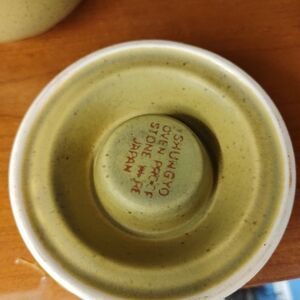 SHUNGYO
OVEN PROOF
STONE WARE
JAPAN